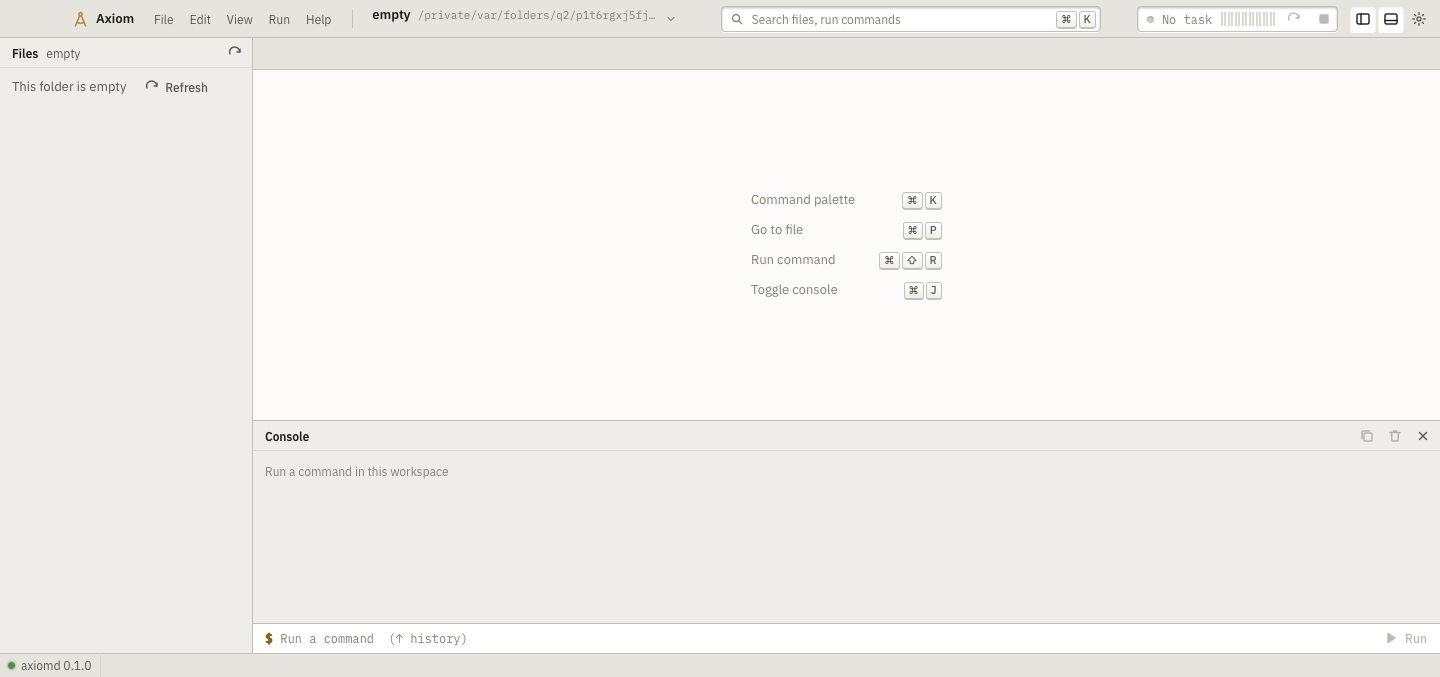 Axiom File Edit View Run Help empty /private/var/folders/q2/p1t6rgxj5fj… Search files, run commands ⌘ K No task
Files empty
This folder is empty Refresh
Command palette ⌘ K
Go to file ⌘ P
Run command ⌘ ⇧ R
Toggle console ⌘ J
Console
Run a command in this workspace
$ Run a command (↑ history) Run
axiomd 0.1.0